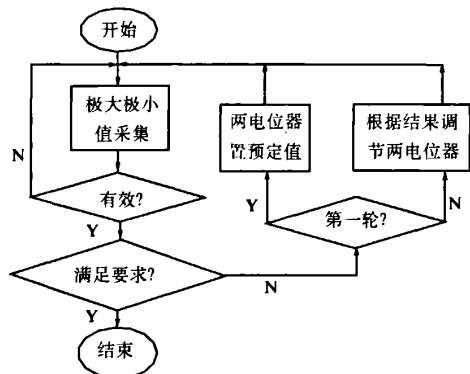 开始
极大极小
值采集
N
有效?
Y
满足要求?
Y
结束
N
两电位器
置预定值
根据结果调
节两电位器
Y
第一轮?
N